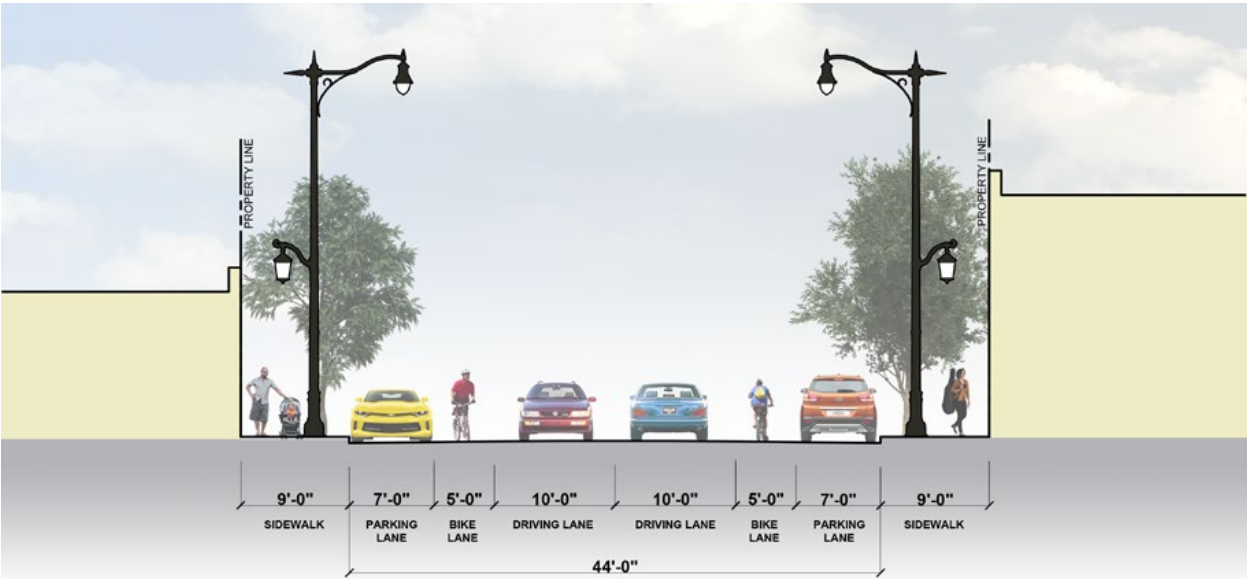 PROPERTY LINE
PROPERTY LINE
9'-0" 7'-0" 5'-0" 10'-0" 10'-0" 5'-0" 7'-0" 9'-0"
SIDEWALK PARKING BIKE DRIVING LANE DRIVING LANE BIKE PARKING SIDEWALK
LANE LANE LANE LANE
44'-0"